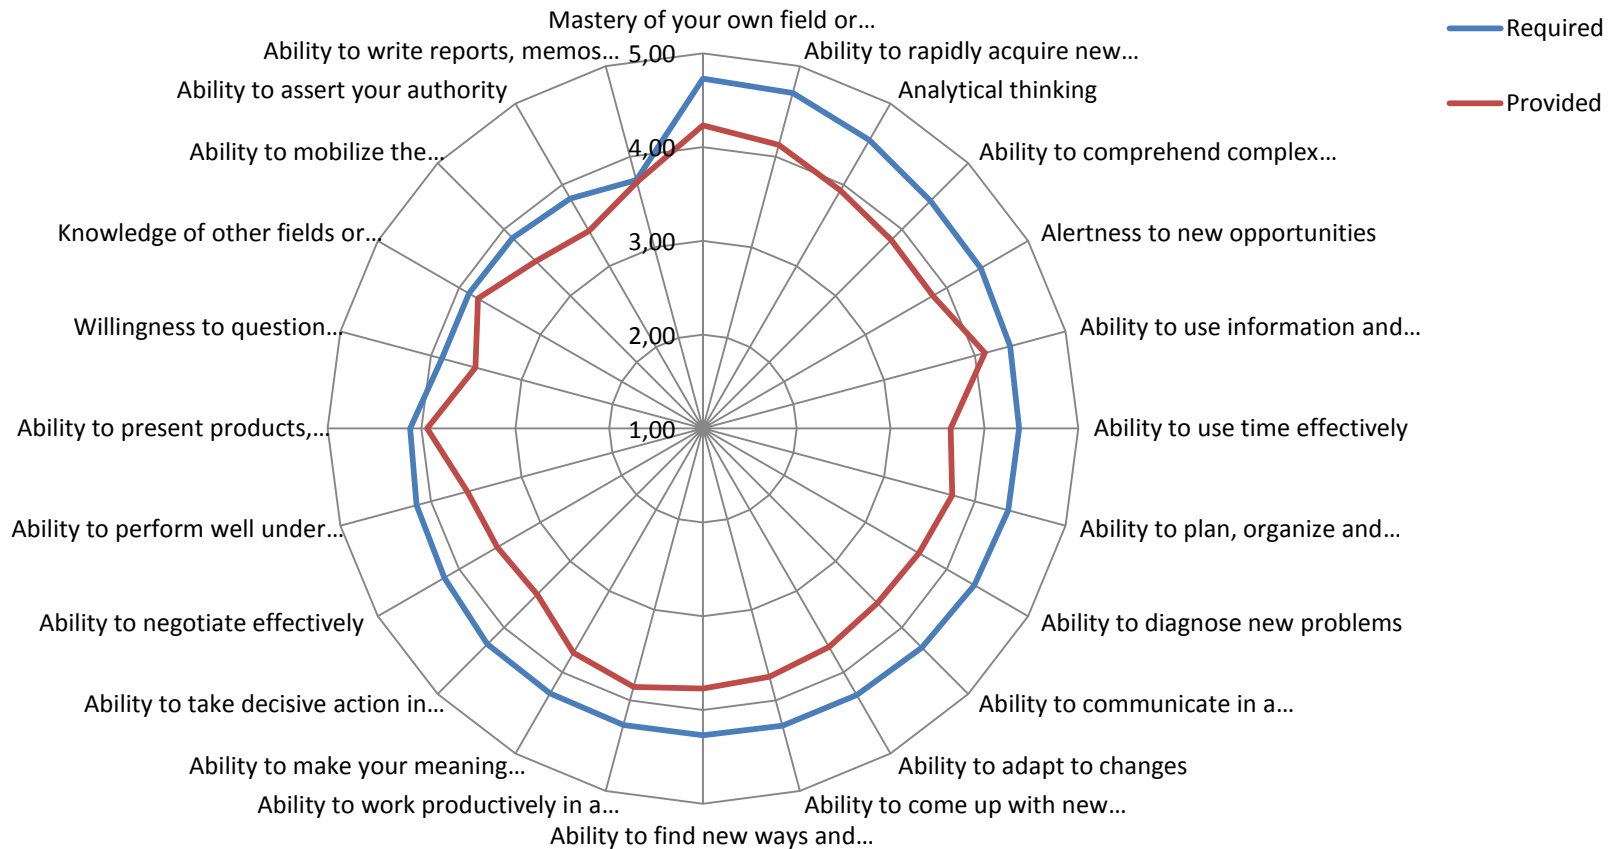 Mastery of your own field or…
Required
Ability to write reports, memos…
5,00
Ability to rapidly acquire new…
Ability to assert your authority
Analytical thinking
Provided
4,00
Ability to mobilize the…
Ability to comprehend complex…
Knowledge of other fields or…
3,00
Alertness to new opportunities
Willingness to question…
2,00
Ability to use information and…
Ability to present products,…
1,00
Ability to use time effectively
Ability to perform well under…
Ability to plan, organize and…
Ability to negotiate effectively
Ability to diagnose new problems
Ability to take decisive action in…
Ability to communicate in a…
Ability to make your meaning…
Ability to adapt to changes
Ability to work productively in a…
Ability to come up with new…
Ability to find new ways and…